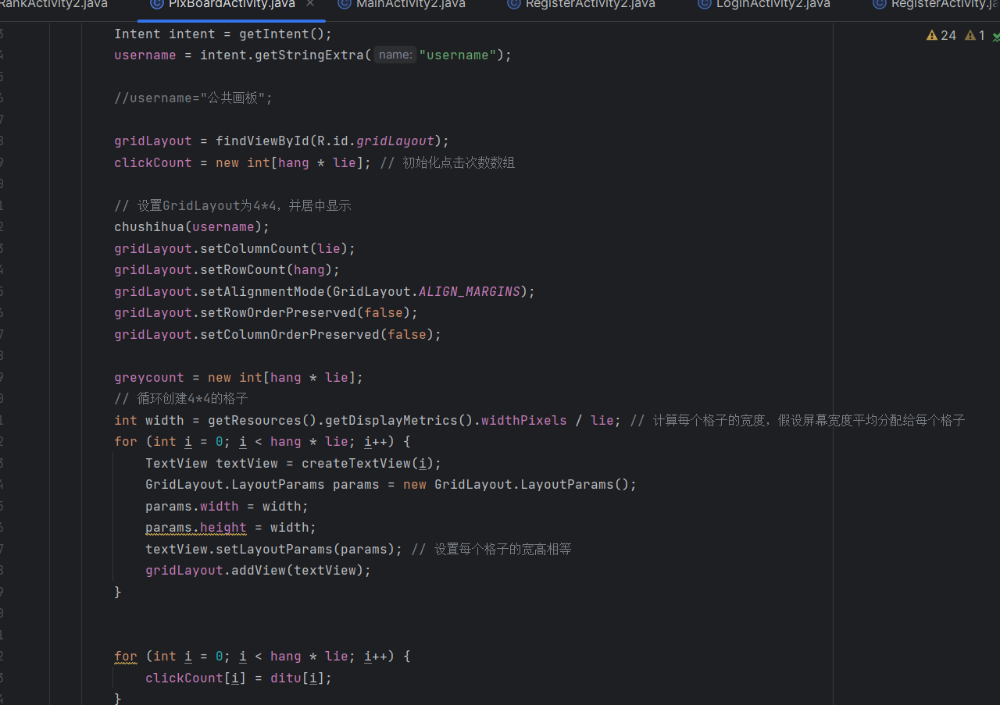 RankActivity2.java PixBoardActivity.java × MainActivity2.java RegisterActivity2.java LoginActivity2.java RegisterActivity.ja
24 1
Intent intent = getIntent();
username = intent.getStringExtra( name: "username");
//username="公共画板";
gridLayout = findViewById(R.id.gridLayout);
clickCount = new int[hang * lie]; // 初始化点击次数数组
// 设置GridLayout为4*4，并居中显示
chushihua(username);
gridLayout.setColumnCount(lie);
gridLayout.setRowCount(hang);
gridLayout.setAlignmentMode(GridLayout.ALIGN_MARGINS);
gridLayout.setRowOrderPreserved(false);
gridLayout.setColumnOrderPreserved(false);
greycount = new int[hang * lie];
// 循环创建4*4的格子
int width = getResources().getDisplayMetrics().widthPixels / lie; // 计算每个格子的宽度，假设屏幕宽度平均分配给每个格子
for (int i = 0; i < hang * lie; i++) {
TextView textView = createTextView(i);
GridLayout.LayoutParams params = new GridLayout.LayoutParams();
params.width = width;
params.height = width;
textView.setLayoutParams(params); // 设置每个格子的宽高相等
gridLayout.addView(textView);
}
for (int i = 0; i < hang * lie; i++) {
clickCount[i] = ditu[i];
}